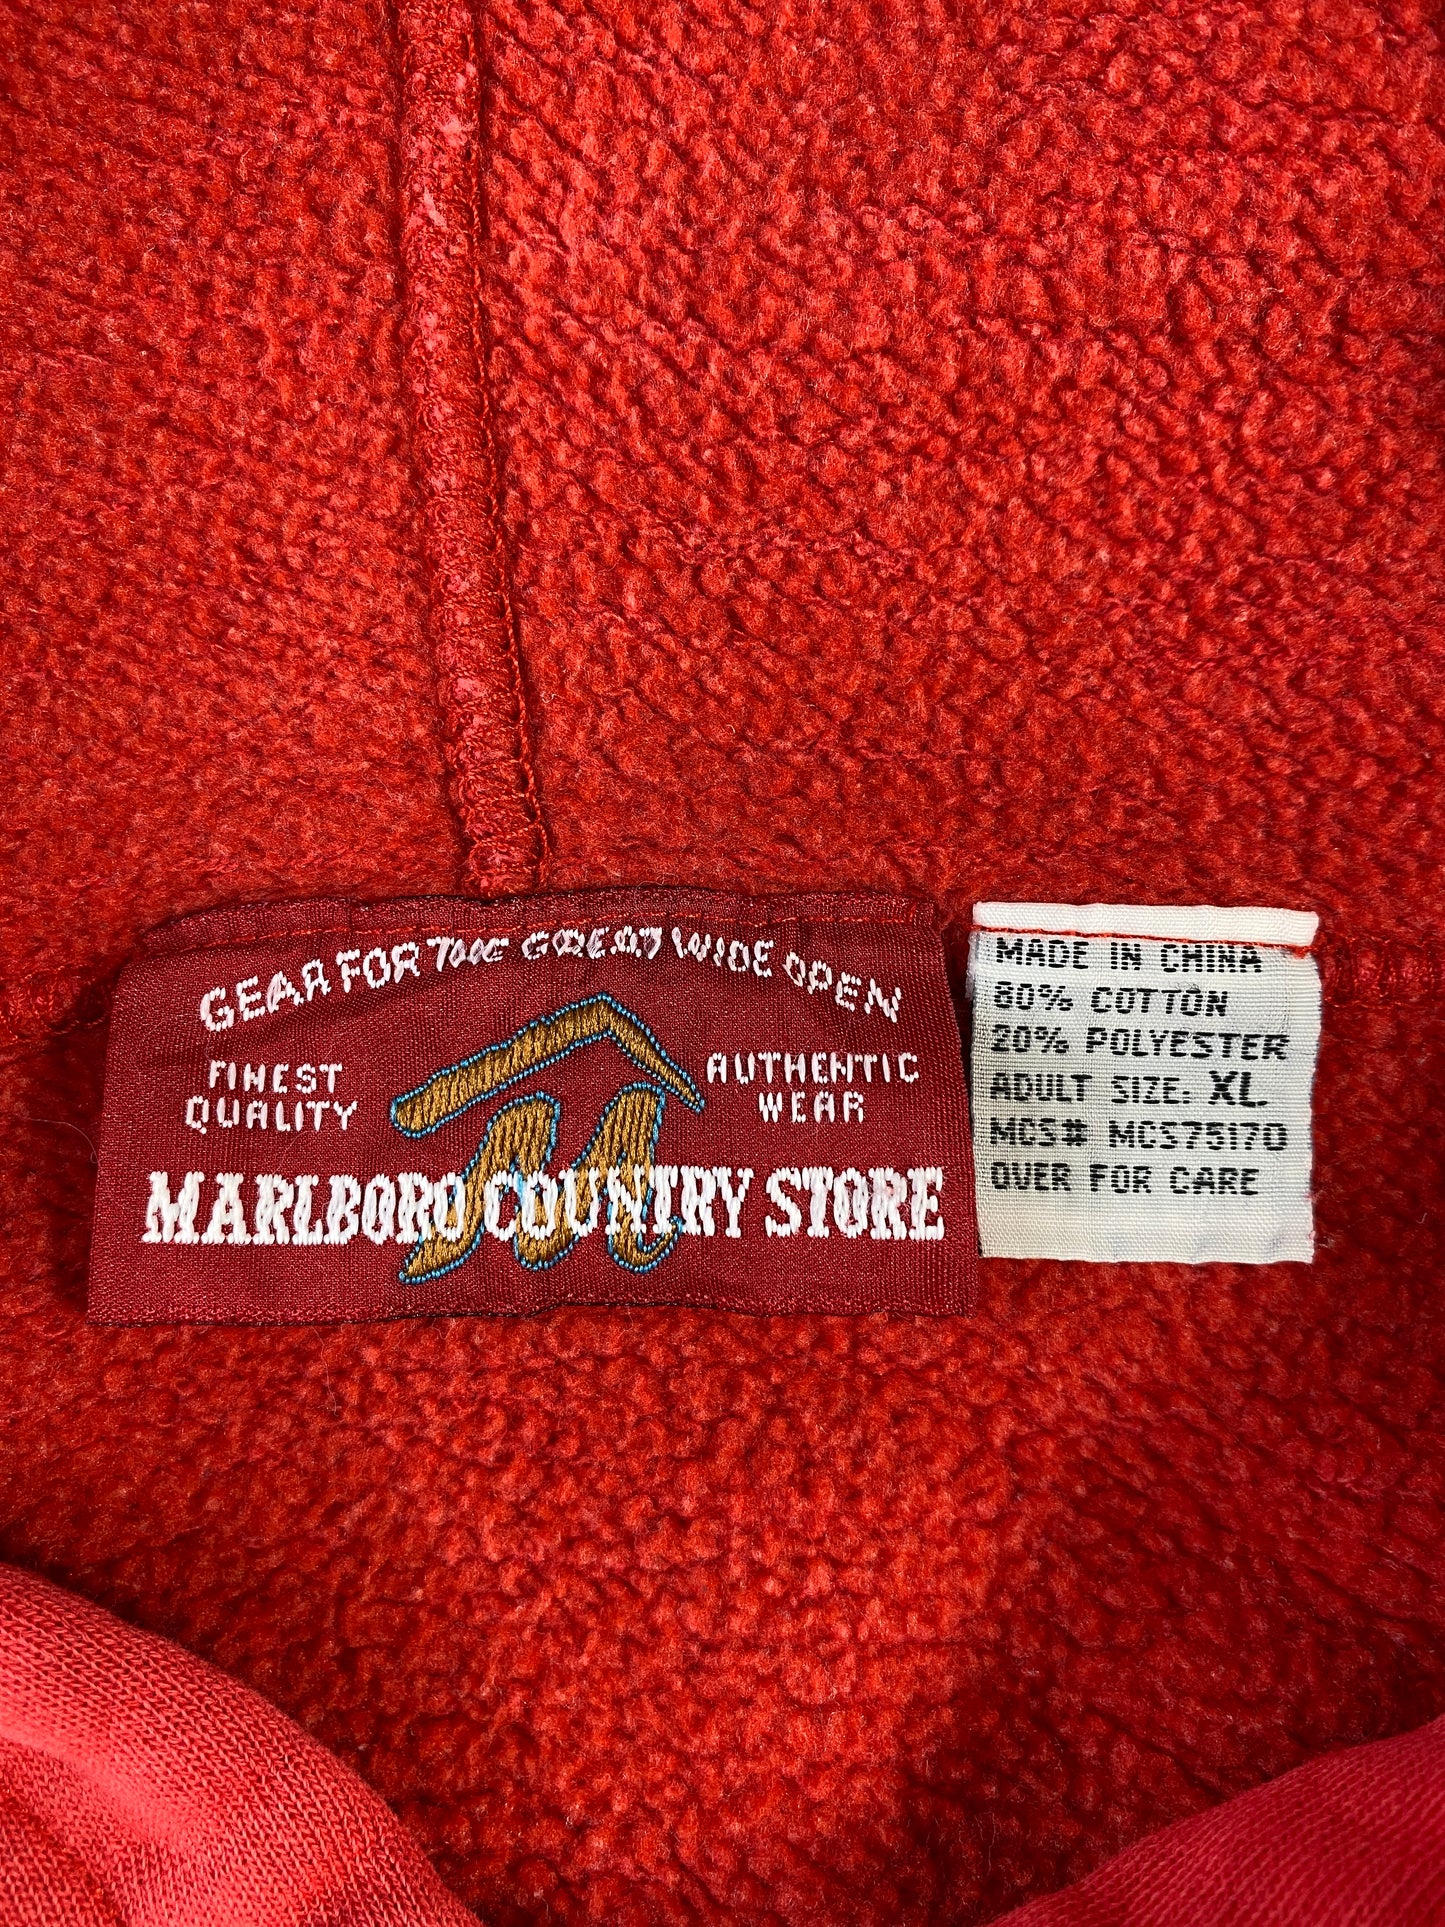 GEAR FOR THE GREAT WIDE OPEN
FINEST
QUALITY
AUTHENTIC
WEAR
MARLBORO COUNTRY STORE
MADE IN CHINA
80% COTTON
20% POLYESTER
ADULT SIZE: XL
MCS# MCS75170
OVER FOR CARE